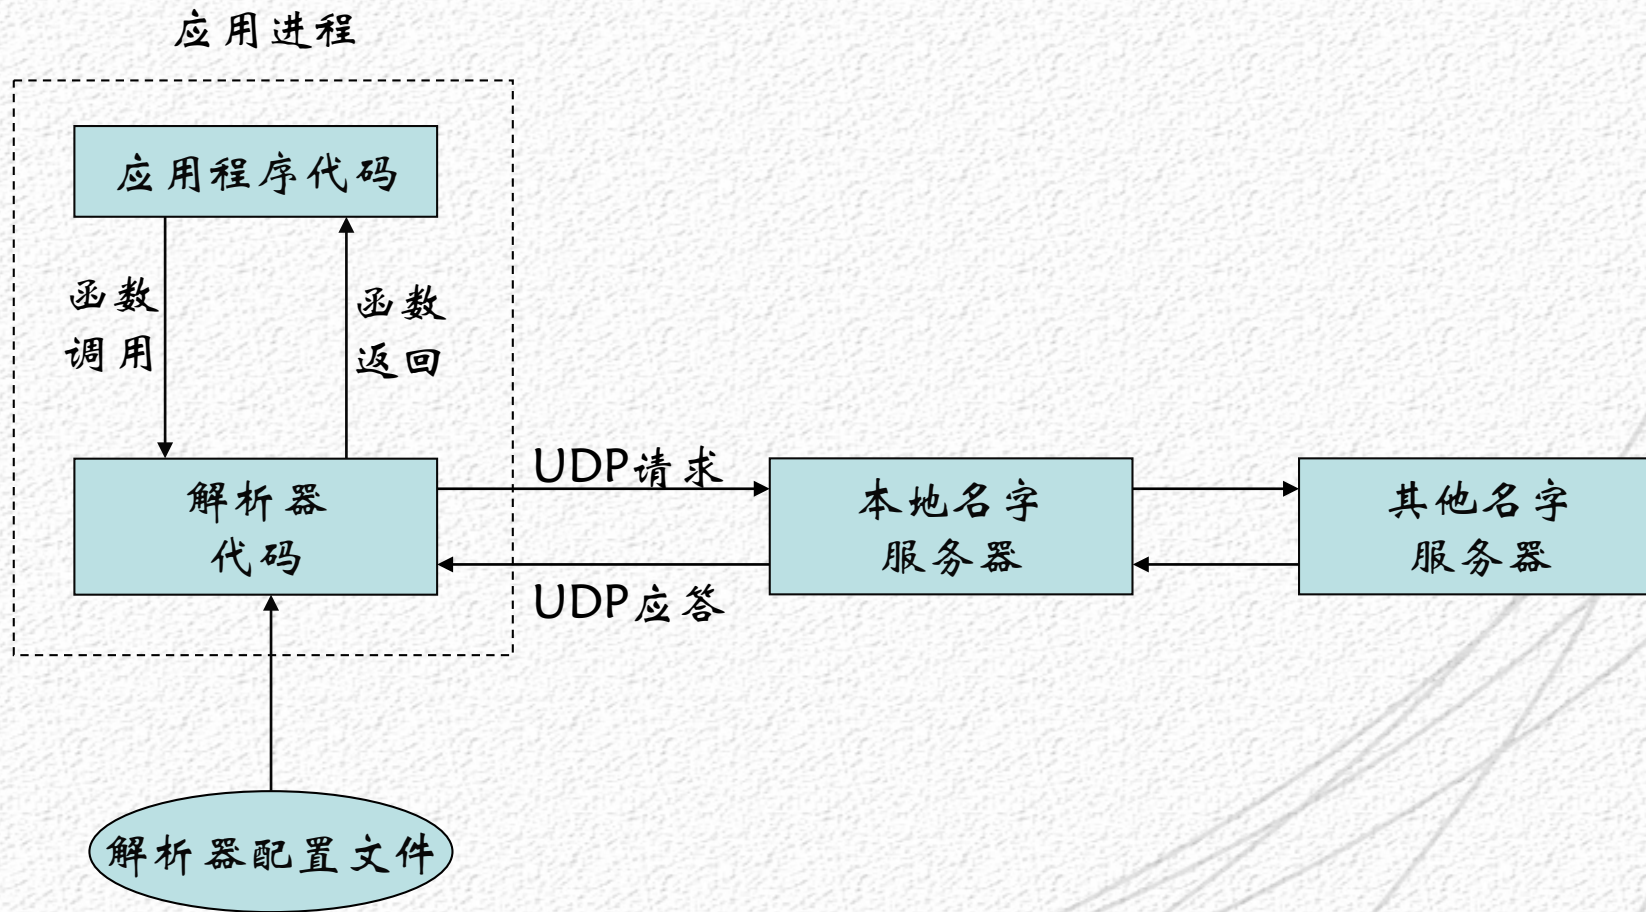 应用进程
应用程序代码
函数
调用
函数
返回
解析器
代码
UDP请求
UDP应答
本地名字
服务器
其他名字
服务器
解析器配置文件